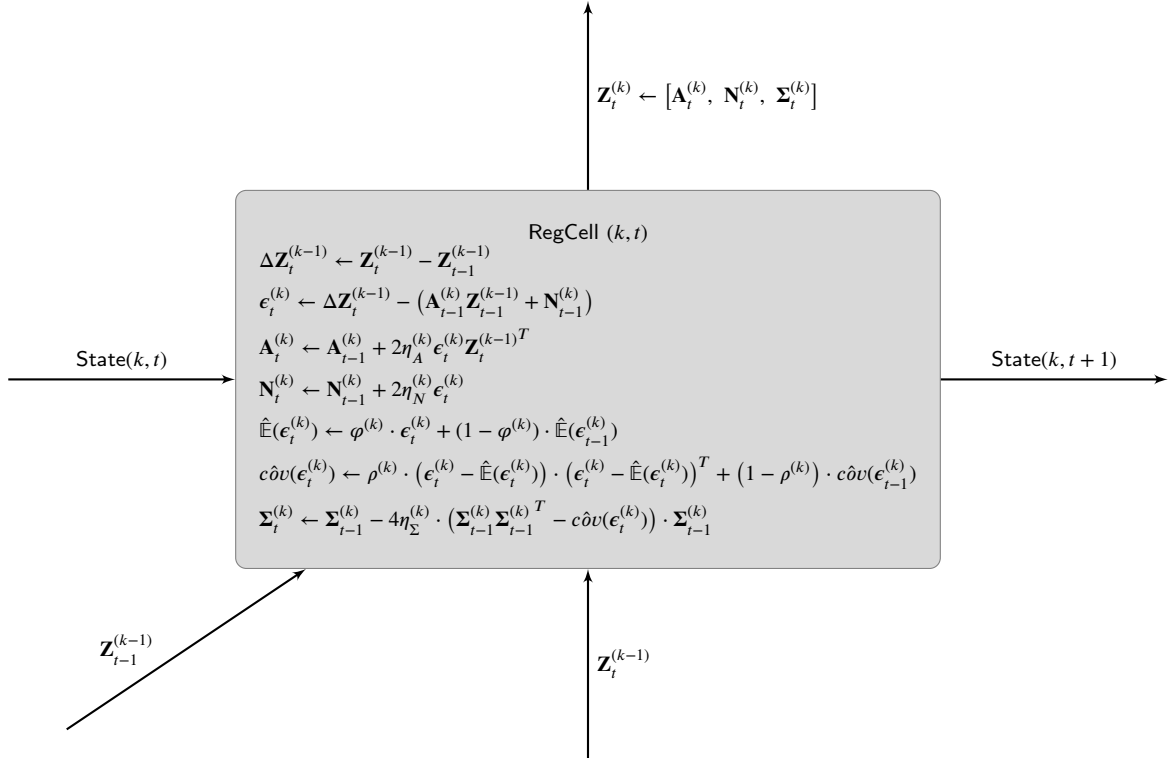 𝐙_t^{(k)} ← [𝐀_t^{(k)}, 𝐍_t^{(k)}, 𝚺_t^{(k)}]
RegCell (k, t)
Δ𝐙_t^{(k−1)} ← 𝐙_t^{(k−1)} − 𝐙_{t−1}^{(k−1)}
𝝐_t^{(k)} ← Δ𝐙_t^{(k−1)} − (𝐀_{t−1}^{(k)} 𝐙_{t−1}^{(k−1)} + 𝐍_{t−1}^{(k)})
𝐀_t^{(k)} ← 𝐀_{t−1}^{(k)} + 2η_A^{(k)} 𝝐_t^{(k)} 𝐙_t^{(k−1)^T}
𝐍_t^{(k)} ← 𝐍_{t−1}^{(k)} + 2η_N^{(k)} 𝝐_t^{(k)}
𝔼̂(𝝐_t^{(k)}) ← φ^{(k)} · 𝝐_t^{(k)} + (1 − φ^{(k)}) · 𝔼̂(𝝐_{t−1}^{(k)})
côv(𝝐_t^{(k)}) ← ρ^{(k)} · (𝝐_t^{(k)} − 𝔼̂(𝝐_t^{(k)})) · (𝝐_t^{(k)} − 𝔼̂(𝝐_t^{(k)}))^T + (1 − ρ^{(k)}) · côv(𝝐_{t−1}^{(k)})
𝚺_t^{(k)} ← 𝚺_{t−1}^{(k)} − 4η_Σ^{(k)} · (𝚺_{t−1}^{(k)} 𝚺_{t−1}^{(k)^T} − côv(𝝐_t^{(k)})) · 𝚺_{t−1}^{(k)}
State(k, t)
State(k, t + 1)
𝐙_{t−1}^{(k−1)}
𝐙_t^{(k−1)}